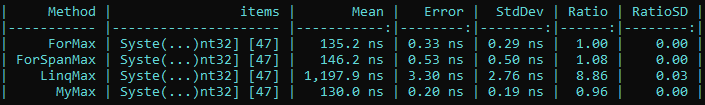 |     Method |                items |       Mean |   Error |  StdDev | Ratio | RatioSD |
|----------- |--------------------- |-----------:|--------:|--------:|------:|--------:|
|     ForMax | Syste(...)nt32] [47] |   135.2 ns | 0.33 ns | 0.29 ns |  1.00 |    0.00 |
| ForSpanMax | Syste(...)nt32] [47] |   146.2 ns | 0.53 ns | 0.50 ns |  1.08 |    0.00 |
|    LinqMax | Syste(...)nt32] [47] | 1,197.9 ns | 3.30 ns | 2.76 ns |  8.86 |    0.03 |
|      MyMax | Syste(...)nt32] [47] |   130.0 ns | 0.20 ns | 0.19 ns |  0.96 |    0.00 |